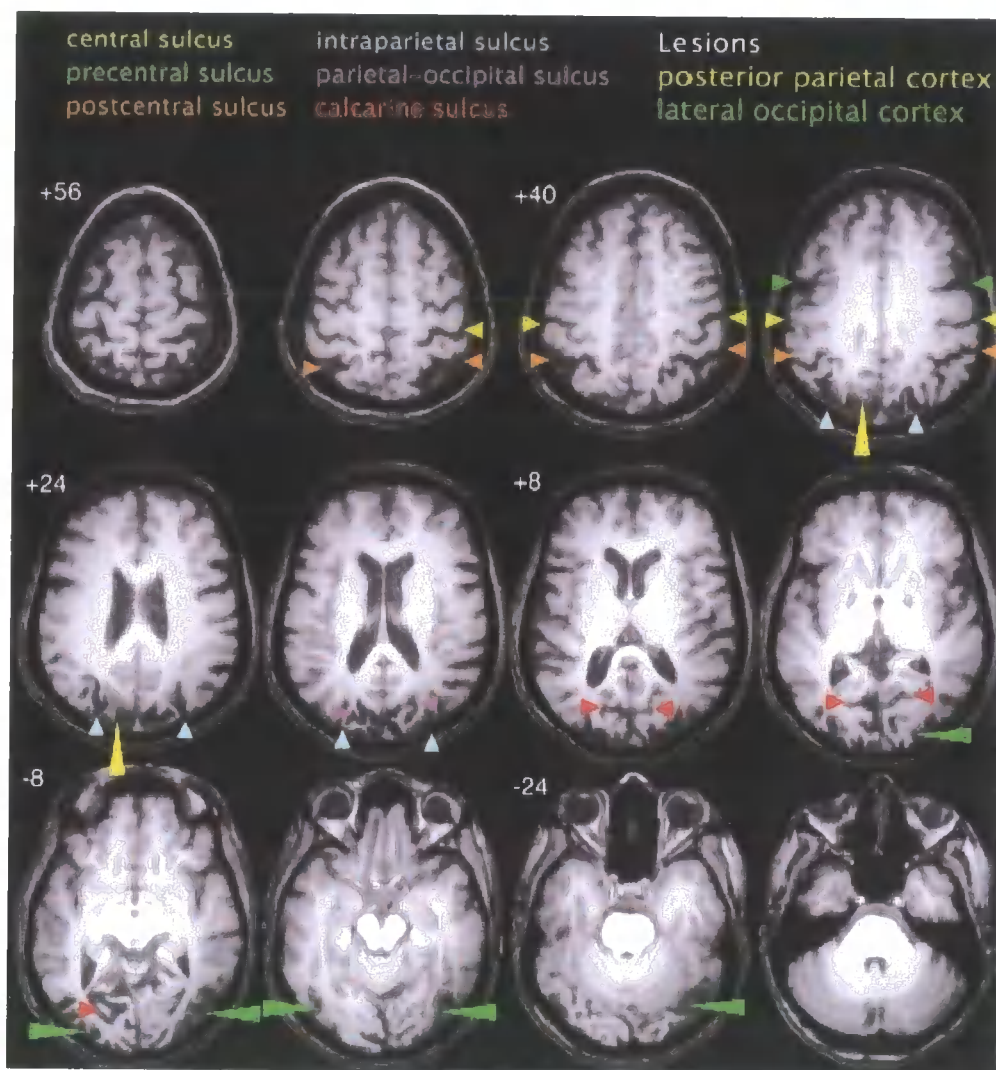 central sulcus
precentral sulcus
postcentral sulcus
intraparietal sulcus
parietal-occipital sulcus
calcarine sulcus
Lesions
posterior parietal cortex
lateral occipital cortex
+56
+40
+24
+8
-8
-24